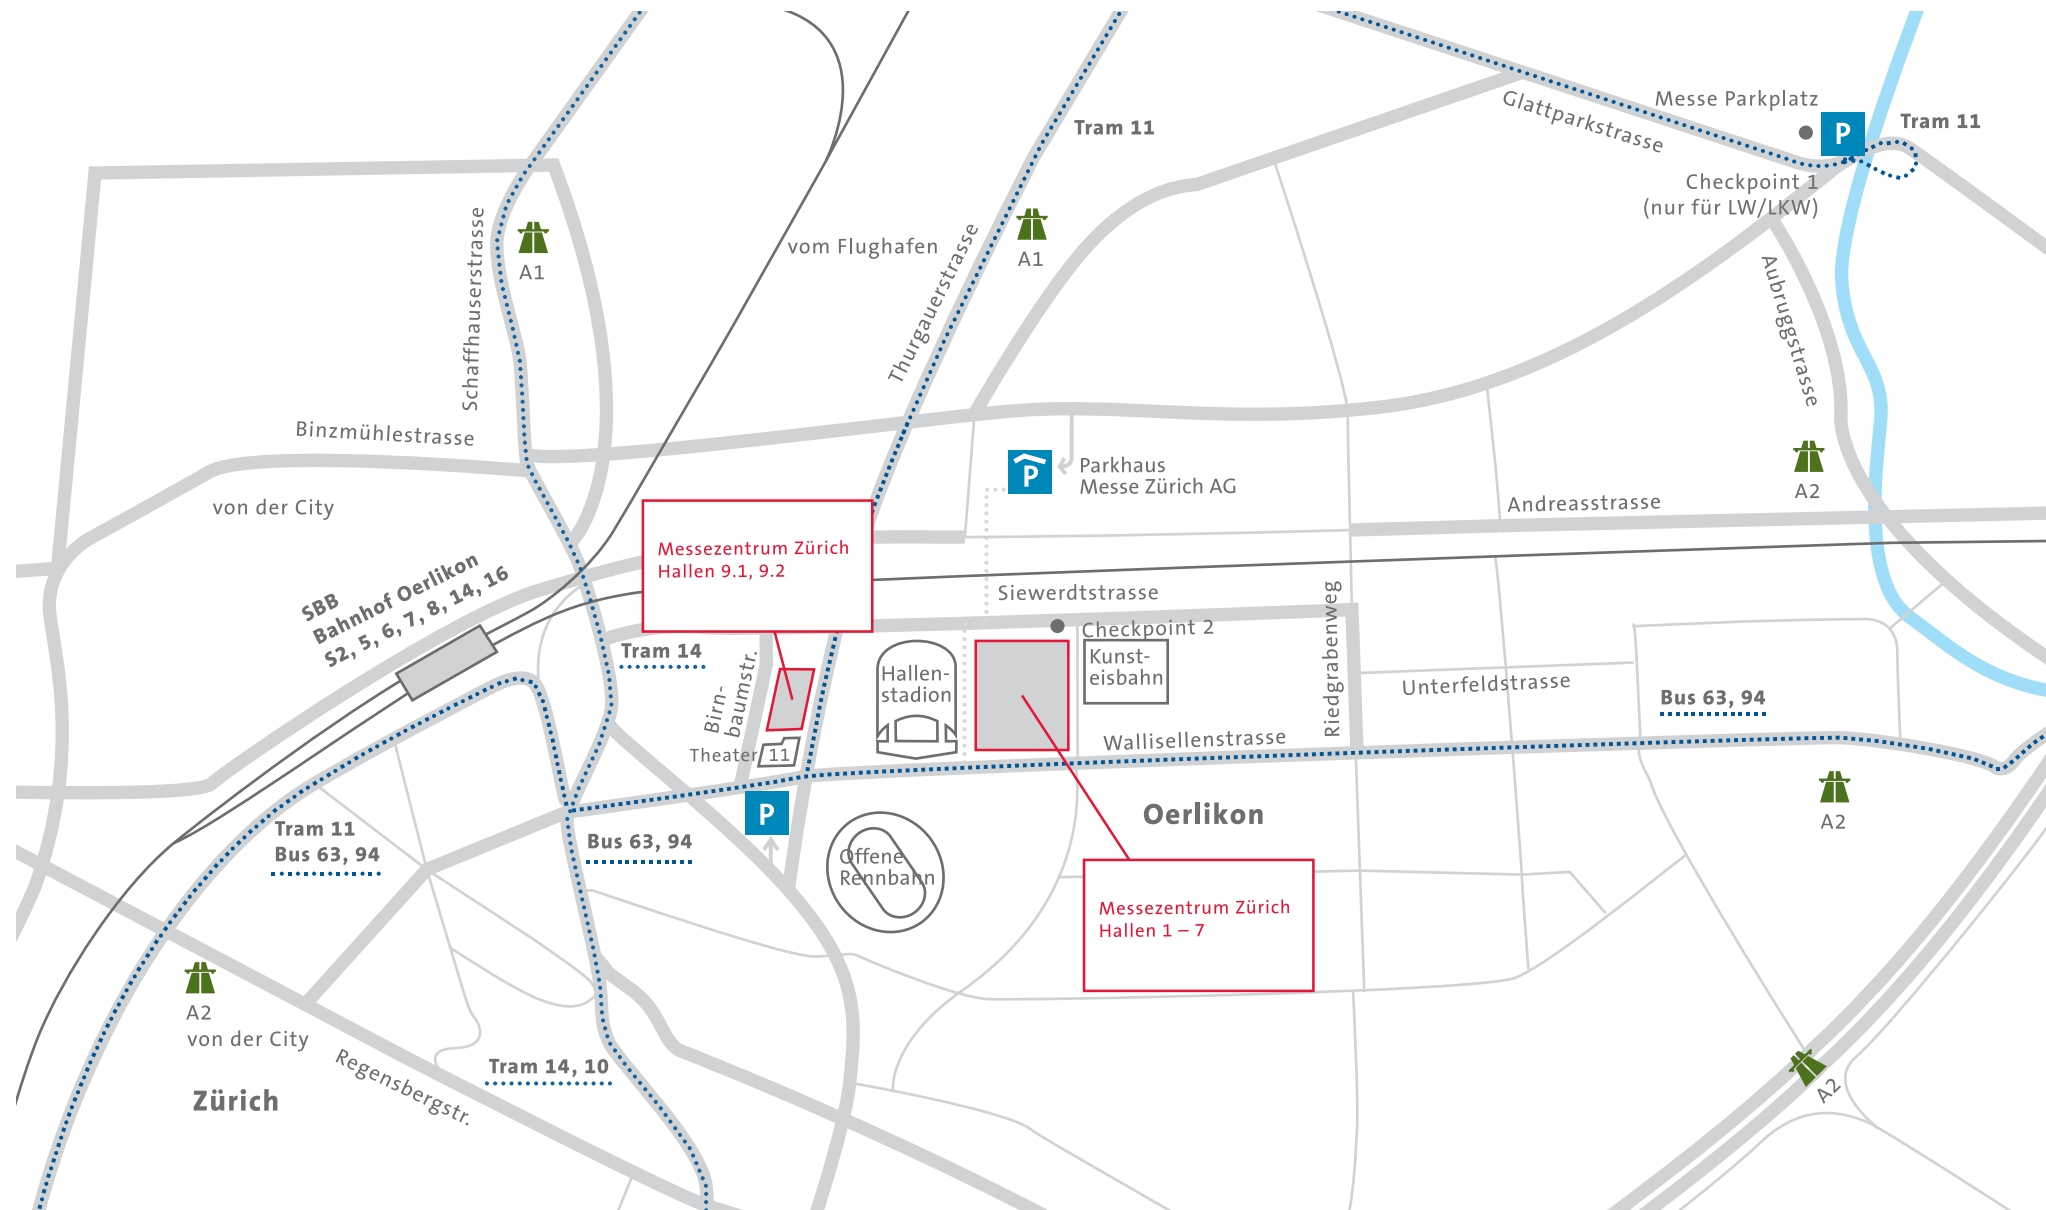 Messe Parkplatz
P
Tram 11
Tram 11
Glattparkstrasse
Checkpoint 1
(nur für LW/LKW)
Schaffhauserstrasse
A1
vom Flughafen
Thurgauerstrasse
A1
Aubruggstrasse
Binzmühlestrasse
von der City
P
Parkhaus
Messe Zürich AG
A2
Andreasstrasse
Messezentrum Zürich
Hallen 9.1, 9.2
SBB
Bahnhof Oerlikon
S2, 5, 6, 7, 8, 14, 16
Siewerdtstrasse
Checkpoint 2
Tram 14
Birn-
baumstr.
Hallen-
stadion
Kunst-
eisbahn
Riedgrabenweg
Unterfeldstrasse
Bus 63, 94
Theater 11
Wallisellenstrasse
P
Oerlikon
A2
Tram 11
Bus 63, 94
Bus 63, 94
Offene
Rennbahn
Messezentrum Zürich
Hallen 1 – 7
A2
von der City
Regensbergstr.
Tram 14, 10
Zürich
A2